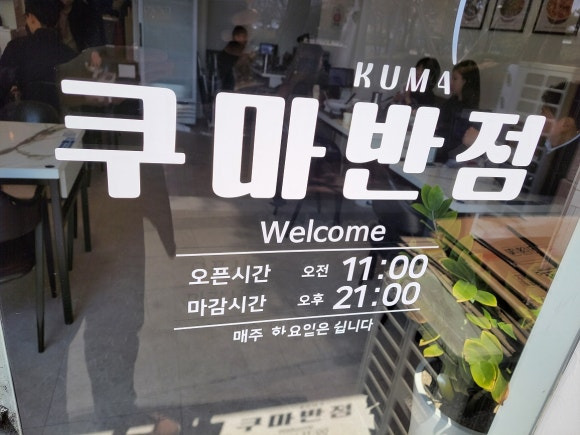 KUMA
쿠마반점
Welcome
오픈시간 오전 11:00
마감시간 오후 21:00
매주 하요일은 쉽니다
쿠마반점